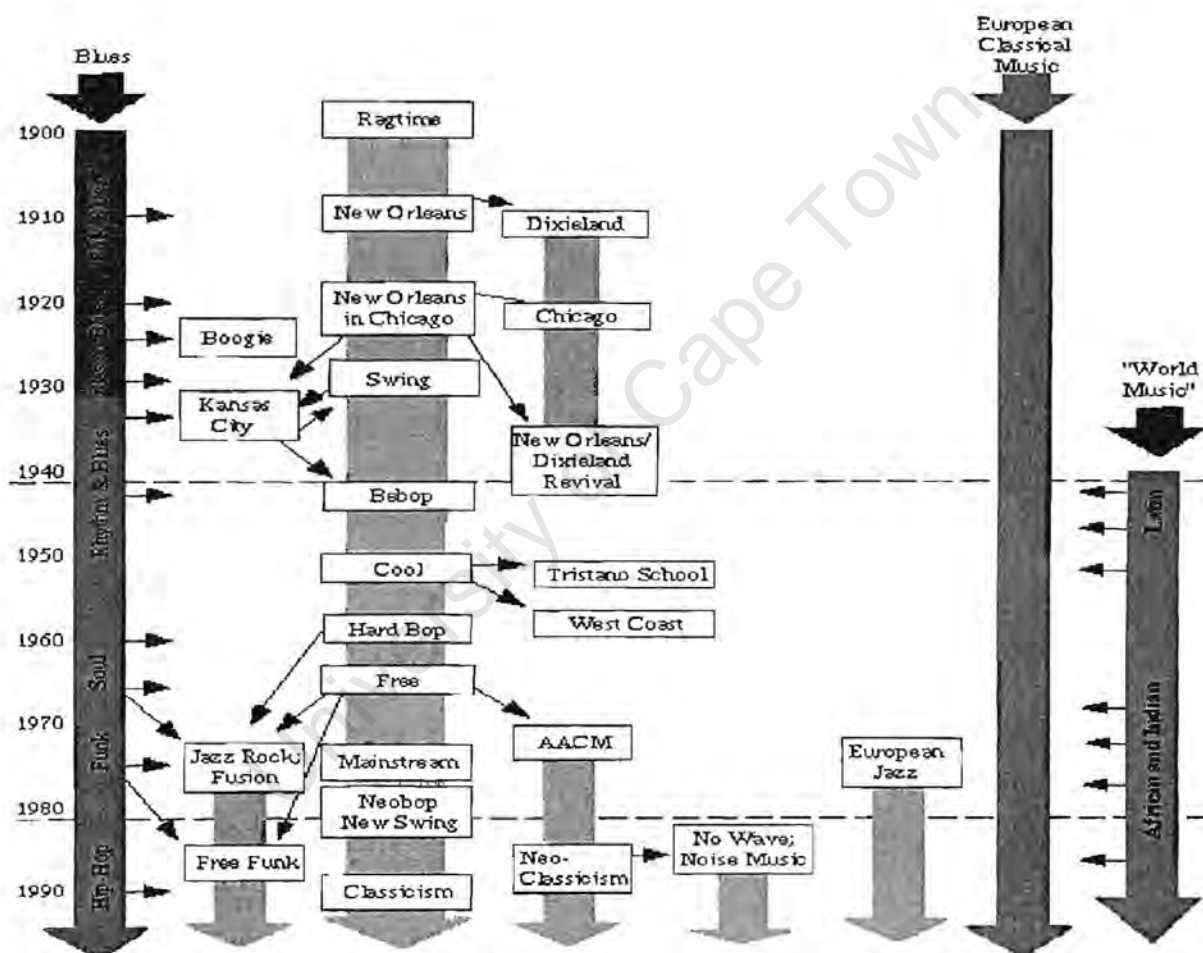 Blues
European
Classical
Music
1900
Ragtime
New Orleans
1910
Dixieland
1920
New Orleans
in Chicago
Chicago
Boogie
1930
Swing
"World
Music"
Kansas
City
New Orleans/
Dixieland
Revival
Rhythm & Blues
1940
Bebop
Latin
1950
Cool
Tristano School
West Coast
Hard Bop
1960
Soul
Free
1970
AACM
European
Jazz
Funk
Jazz Rock;
Fusion
Mainstream
African and Indian
Neobop
New Swing
1980
No Wave;
Noise Music
Free Funk
Neo-
Classicism
Hip Hop
1990
Classicism
University of Cape Town